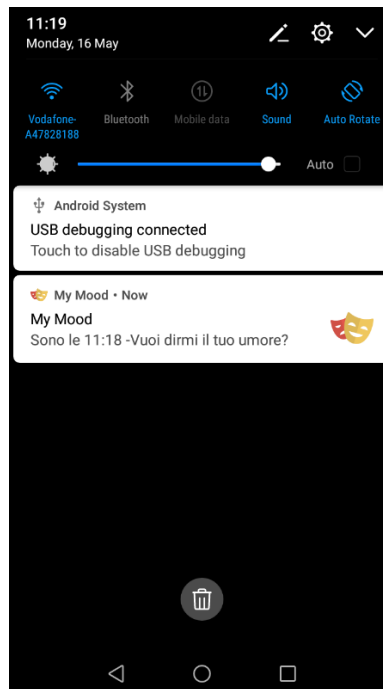 11:19
Monday, 16 May
Vodafone-
A47828188
Bluetooth
Mobile data
Sound
Auto Rotate
Auto
Android System
USB debugging connected
Touch to disable USB debugging
My Mood • Now
My Mood
Sono le 11:18 -Vuoi dirmi il tuo umore?